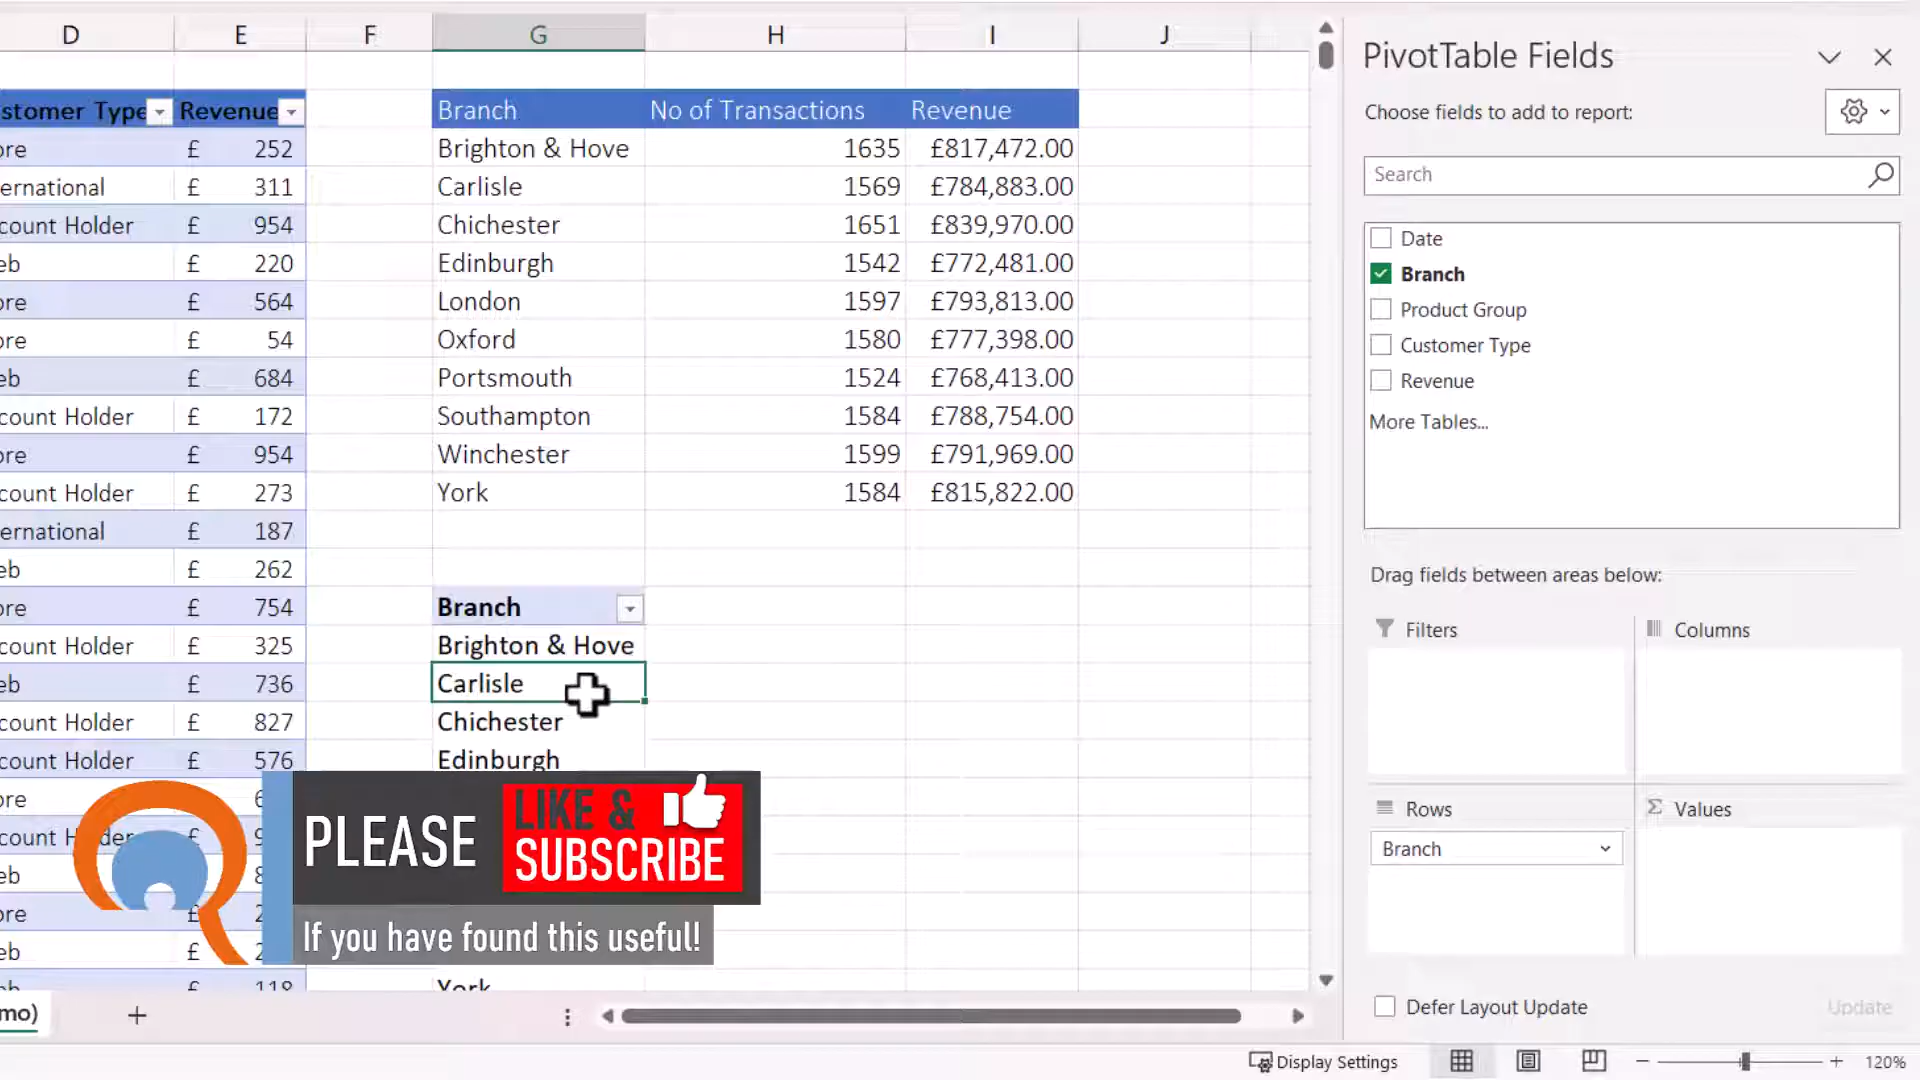 D E F G H I J
stomer Type Revenue
ore £ 252
ernational £ 311
count Holder £ 954
eb £ 220
ore £ 564
ore £ 54
eb £ 684
count Holder £ 172
ore £ 954
count Holder £ 273
ernational £ 187
eb £ 262
ore £ 754
count Holder £ 325
eb £ 736
count Holder £ 827
count Holder £ 576
ore
count Holder £ 9
eb
ore £ 2
eb
£ 118
Branch No of Transactions Revenue
Brighton & Hove 1635 £817,472.00
Carlisle 1569 £784,883.00
Chichester 1651 £839,970.00
Edinburgh 1542 £772,481.00
London 1597 £793,813.00
Oxford 1580 £777,398.00
Portsmouth 1524 £768,413.00
Southampton 1584 £788,754.00
Winchester 1599 £791,969.00
York 1584 £815,822.00
Branch
Brighton & Hove
Carlisle
Chichester
Edinburgh
York
PLEASE LIKE & SUBSCRIBE
If you have found this useful!
mo)
PivotTable Fields
Choose fields to add to report:
Search
Date
Branch
Product Group
Customer Type
Revenue
More Tables...
Drag fields between areas below:
Filters
Columns
Rows
Branch
Σ Values
Defer Layout Update
Update
Display Settings
120%